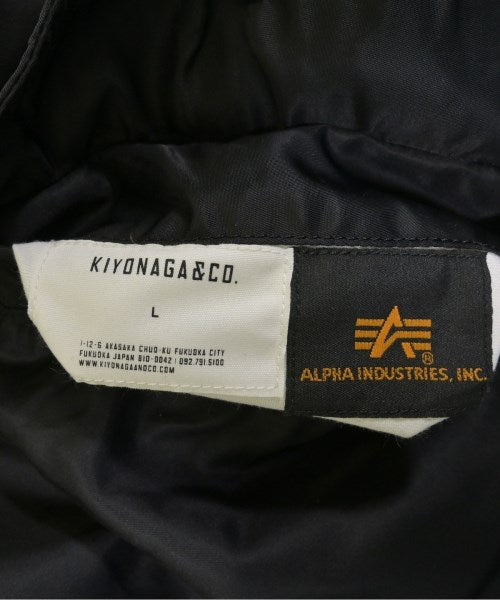 KIYONAGA&CO.
L
1-12-6 AKASAKA CHUO-KU FUKUOKA CITY
FUKUOKA JAPAN 810-0042 | 092.791.5100
WWW.KIYONAGAANDCO.COM
®
ALPHA INDUSTRIES, INC.